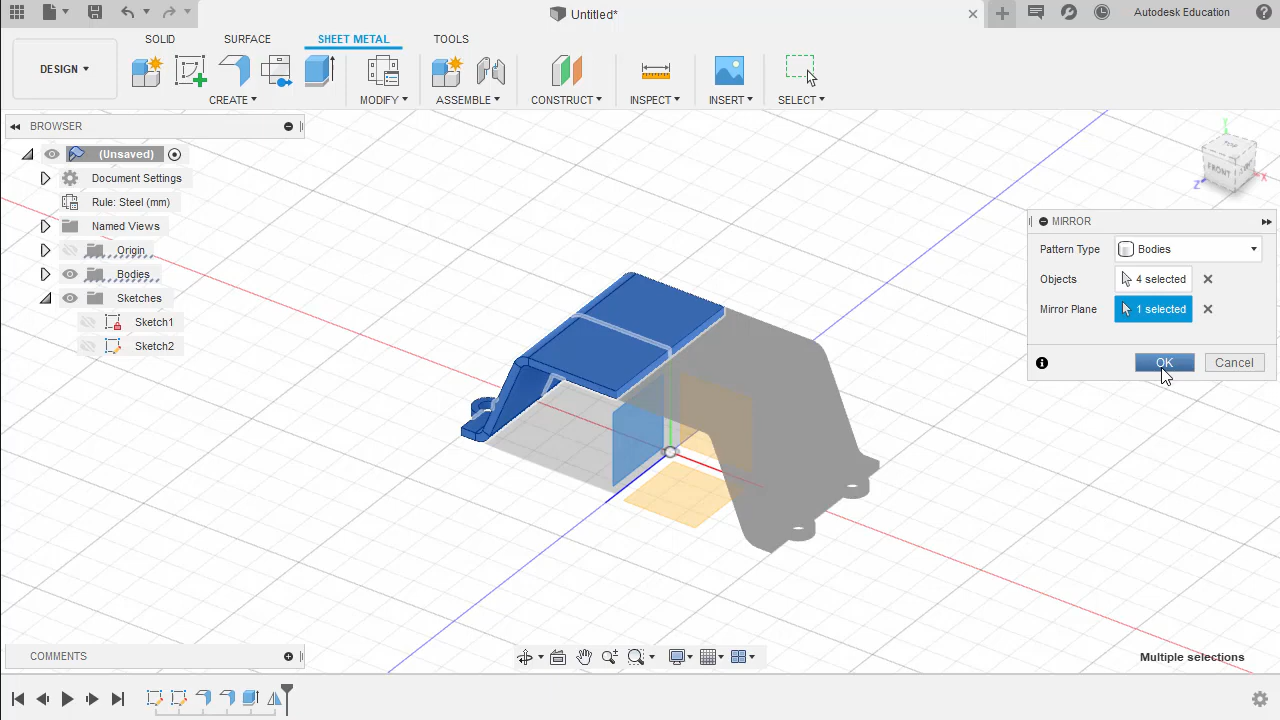 Untitled*
Autodesk Education
SOLID
SURFACE
SHEET METAL
TOOLS
DESIGN
CREATE
MODIFY
ASSEMBLE
CONSTRUCT
INSPECT
INSERT
SELECT
BROWSER
(Unsaved)
Document Settings
Rule: Steel (mm)
Named Views
Origin
Bodies
Sketches
Sketch1
Sketch2
Y
TOP
FRONT
X
Z
MIRROR
Pattern Type
Bodies
Objects
4 selected
Mirror Plane
1 selected
OK
Cancel
COMMENTS
Multiple selections